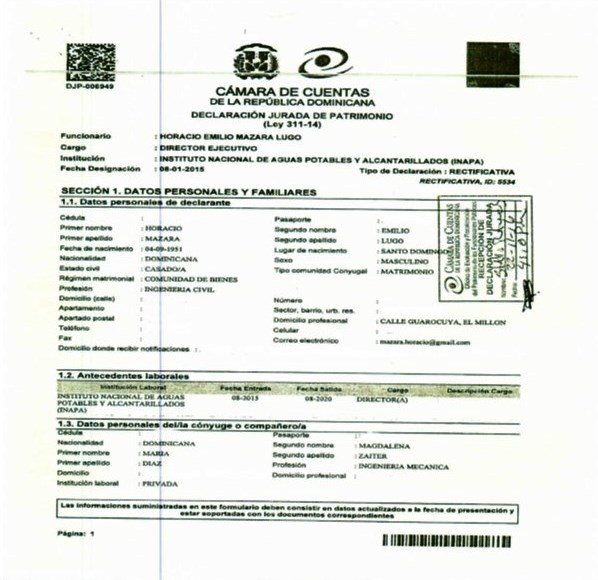 DJP-006949
CÁMARA DE CUENTAS
DE LA REPÚBLICA DOMINICANA
DECLARACIÓN JURADA DE PATRIMONIO
(Ley 311-14)
Funcionario : HORACIO EMILIO MAZARA LUGO
Cargo : DIRECTOR EJECUTIVO
Institución : INSTITUTO NACIONAL DE AGUAS POTABLES Y ALCANTARILLADOS (INAPA)
Fecha Designación : 08-01-2015 Tipo de Declaración : RECTIFICATIVA
RECTIFICATIVA, ID: 5534
SECCIÓN 1. DATOS PERSONALES Y FAMILIARES
1.1. Datos personales de declarante
Cédula : Pasaporte : .
Primer nombre : HORACIO Segundo nombre : EMILIO
Primer apellido : MAZARA Segundo apellido : LUGO
Fecha de nacimiento : 04-09-1951 Lugar de nacimiento : SANTO DOMINGO
Nacionalidad : DOMINICANA Sexo : MASCULINO
Estado civil : CASADO/A Tipo comunidad Conyugal : MATRIMONIO
Régimen matrimonial : COMUNIDAD DE BIENES
Profesión : INGENIERIA CIVIL
Domicilio (calle) : Número :
Apartamento : Sector, barrio, urb. res. :
Apartado postal : Domicilio profesional : CALLE GUAROCUYA, EL MILLON
Teléfono : Celular :
Fax : Correo electrónico : mazara.horacio@gmail.com
Domicilio donde recibir notificaciones : .
CÁMARA DE CUENTAS
DE LA REPÚBLICA DOMINICANA
RECEPCIÓN DE
DECLARACIÓN JURADA
Fecha:
1.2. Antecedentes laborales
Institución Laboral Fecha Entrada Fecha Salida Cargo Descripción Cargo
INSTITUTO NACIONAL DE AGUAS POTABLES Y ALCANTARILLADOS (INAPA) 08-2015 08-2020 DIRECTOR(A)
1.3. Datos personales del/la cónyuge o compañero/a
Cédula : Pasaporte :
Nacionalidad : DOMINICANA Segundo nombre : MAGDALENA
Primer nombre : MARIA Segundo apellido : ZAITER
Primer apellido : DIAZ Profesión : INGENIERIA MECANICA
Domicilio : Domicilio profesional : .
Institución laboral : PRIVADA
Las informaciones suministradas en este formulario deben consistir en datos actualizados a la fecha de presentación y
estar soportadas con los documentos correspondientes
Página: 1